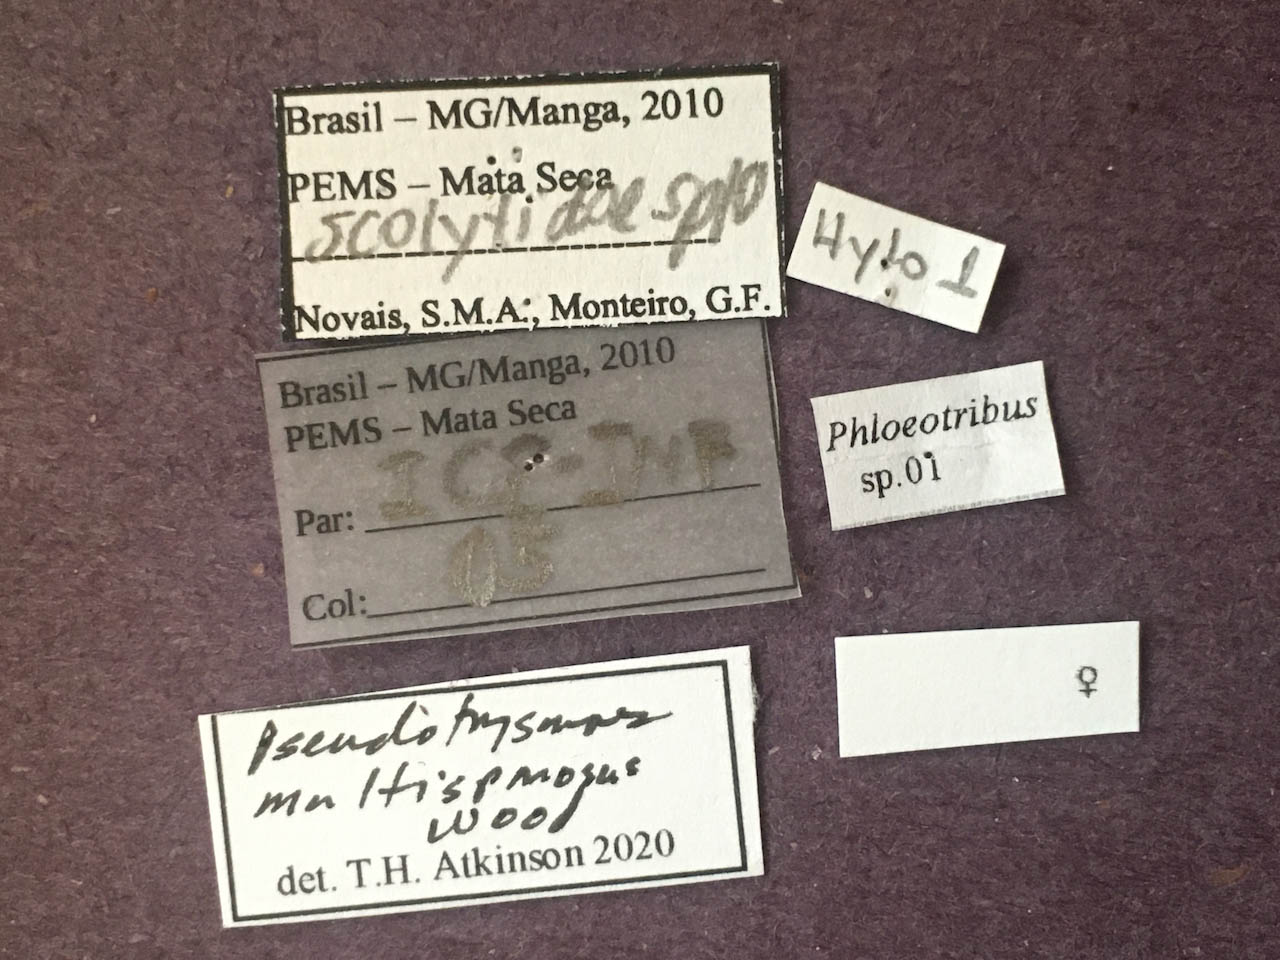 Brasil – MG/Manga, 2010
PEMS – Mata Seca
scolytidae sp10
Novais, S.M.A.; Monteiro, G.F.
Hylo 1
Brasil – MG/Manga, 2010
PEMS – Mata Seca
Par:
05
Col:
Phloeotribus
sp.01
♀
Pseudothysanoes
multispinosus
Wood
det. T.H. Atkinson 2020